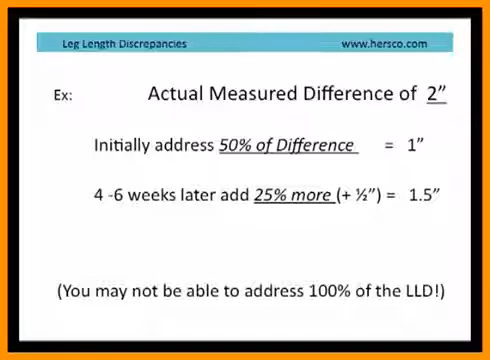 Leg Length Discrepancies www.hersco.com
Ex: Actual Measured Difference of 2”
Initially address 50% of Difference = 1”
4 -6 weeks later add 25% more (+ ½”) = 1.5”
(You may not be able to address 100% of the LLD!)